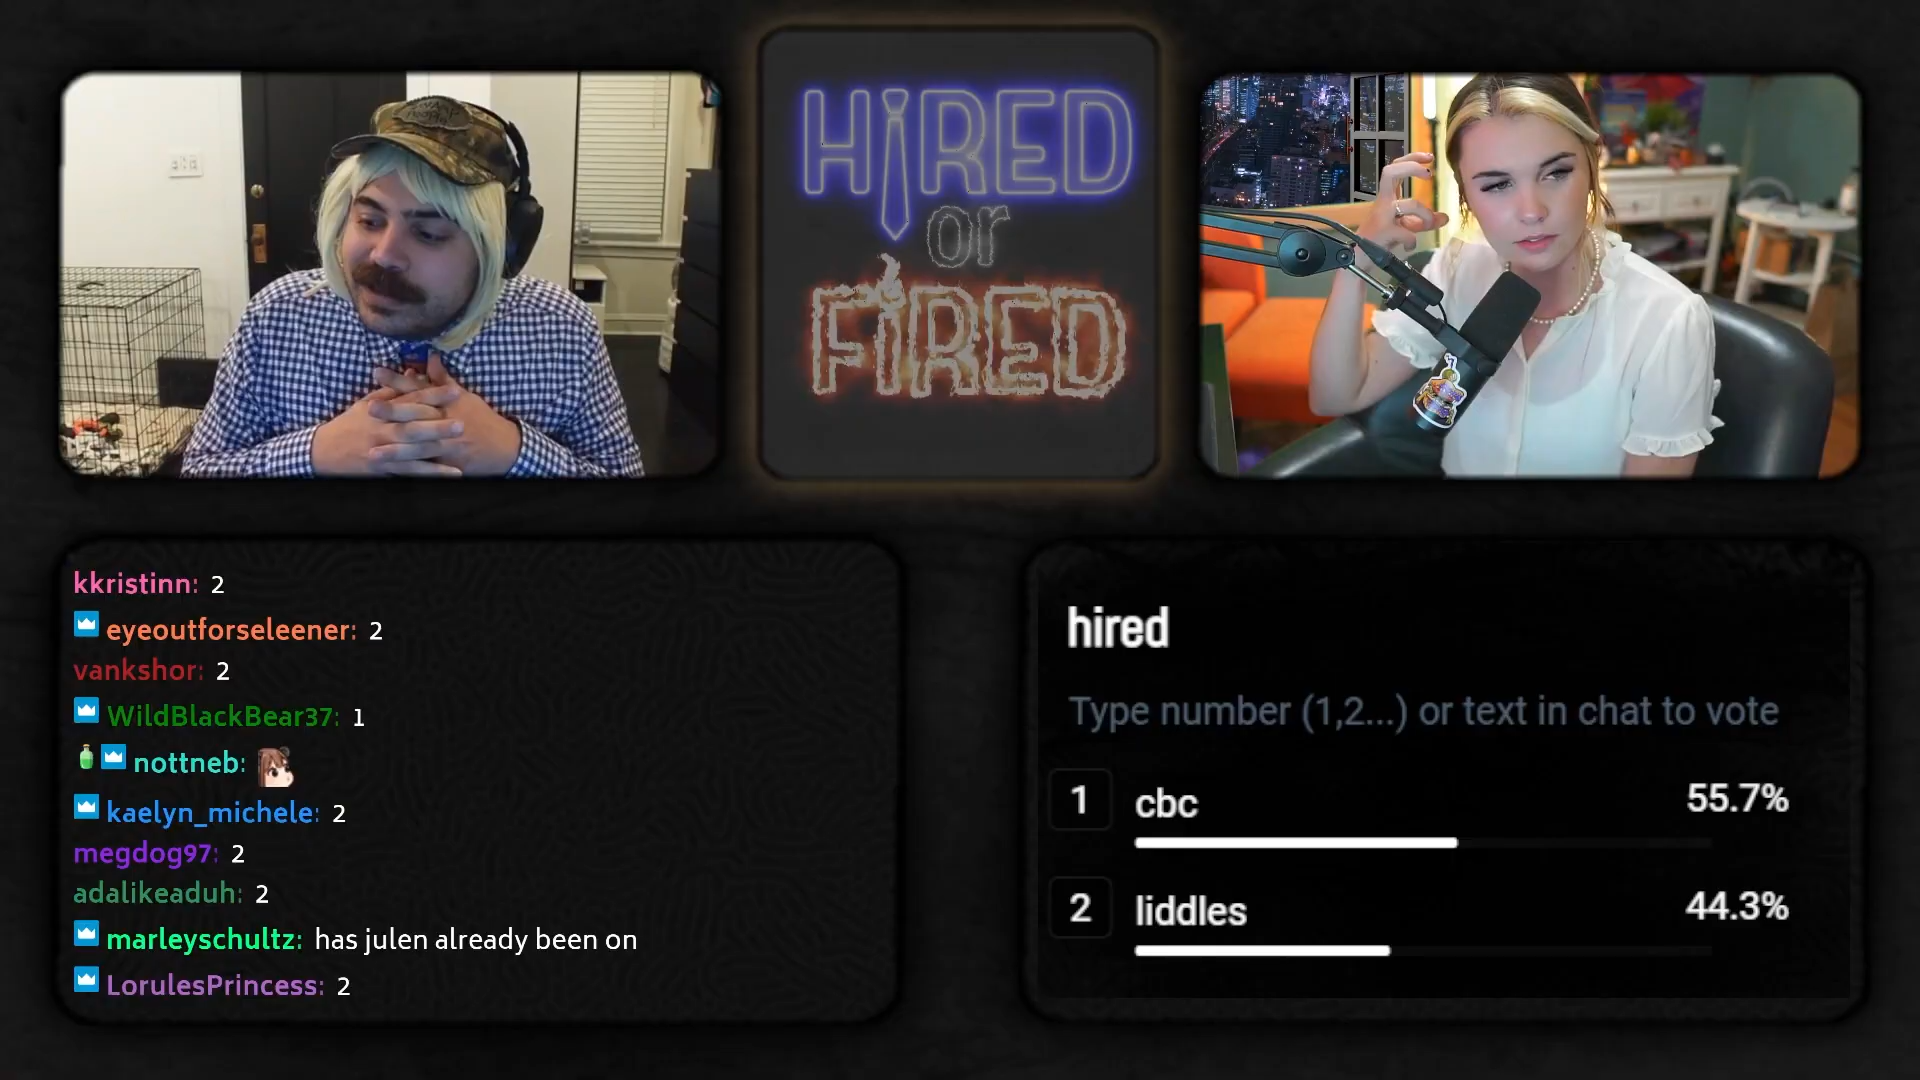 HiRED
or
FiRED
kkristinn: 2
eyeoutforseleener: 2
vankshor: 2
WildBlackBear37: 1
nottneb:
kaelyn_michele: 2
megdog97: 2
adalikeaduh: 2
marleyschultz: has julen already been on
LorulesPrincess: 2
hired
Type number (1,2...) or text in chat to vote
1 cbc 55.7%
2 liddles 44.3%